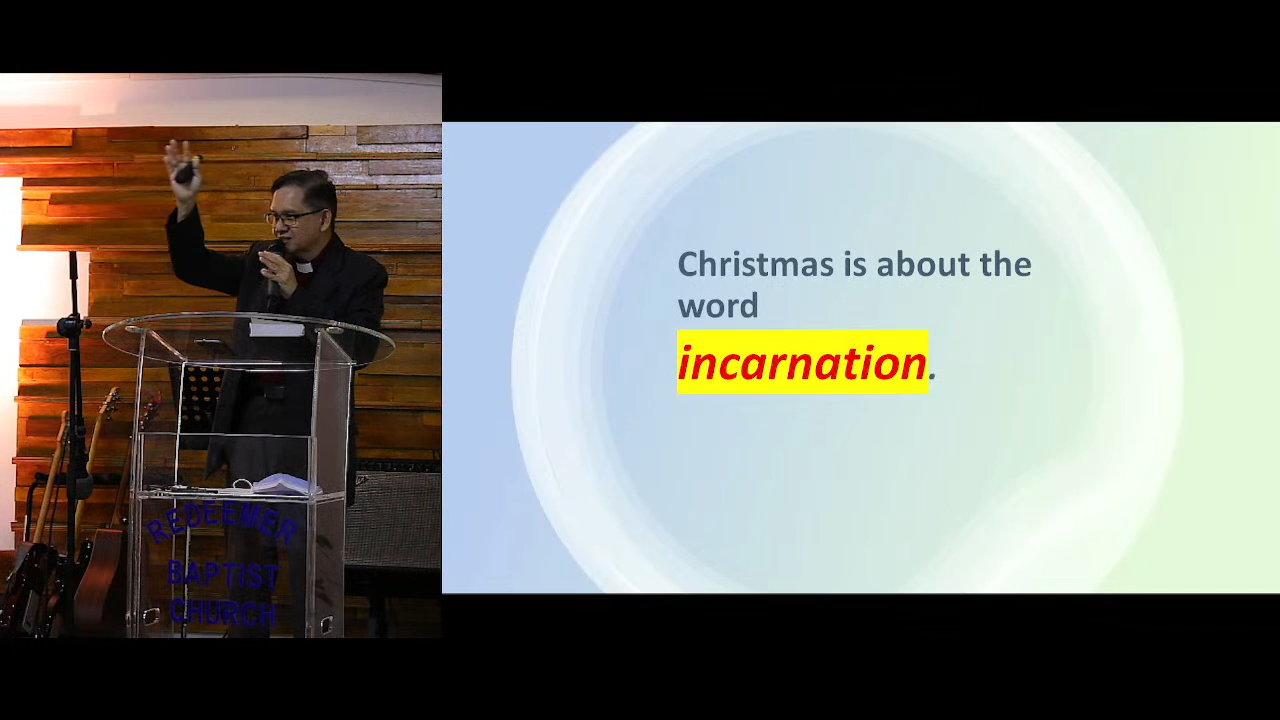 REDEEMER
BAPTIST
CHURCH
Christmas is about the
word
incarnation.